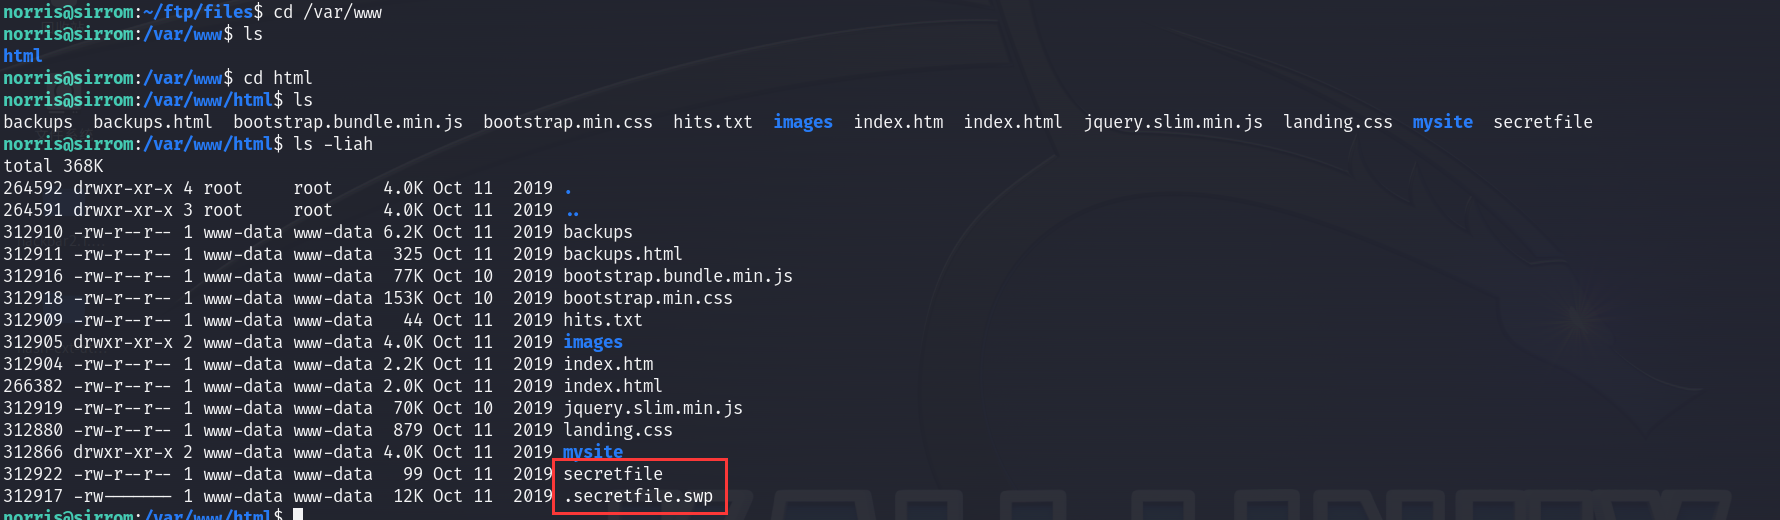 norris@sirrom:~/ftp/files$ cd /var/www
norris@sirrom:/var/www$ ls
html
norris@sirrom:/var/www$ cd html
norris@sirrom:/var/www/html$ ls
backups  backups.html  bootstrap.bundle.min.js  bootstrap.min.css  hits.txt  images  index.htm  index.html  jquery.slim.min.js  landing.css  mysite  secretfile
norris@sirrom:/var/www/html$ ls -liah
total 368K
264592 drwxr-xr-x 4 root     root     4.0K Oct 11  2019 .
264591 drwxr-xr-x 3 root     root     4.0K Oct 11  2019 ..
312910 -rw-r--r-- 1 www-data www-data 6.2K Oct 11  2019 backups
312911 -rw-r--r-- 1 www-data www-data  325 Oct 11  2019 backups.html
312916 -rw-r--r-- 1 www-data www-data  77K Oct 10  2019 bootstrap.bundle.min.js
312918 -rw-r--r-- 1 www-data www-data 153K Oct 10  2019 bootstrap.min.css
312909 -rw-r--r-- 1 www-data www-data   44 Oct 11  2019 hits.txt
312905 drwxr-xr-x 2 www-data www-data 4.0K Oct 11  2019 images
312904 -rw-r--r-- 1 www-data www-data 2.2K Oct 11  2019 index.htm
266382 -rw-r--r-- 1 www-data www-data 2.0K Oct 11  2019 index.html
312919 -rw-r--r-- 1 www-data www-data  70K Oct 10  2019 jquery.slim.min.js
312880 -rw-r--r-- 1 www-data www-data  879 Oct 11  2019 landing.css
312866 drwxr-xr-x 2 www-data www-data 4.0K Oct 11  2019 mysite
312922 -rw-r--r-- 1 www-data www-data   99 Oct 11  2019 secretfile
312917 -rw------- 1 www-data www-data  12K Oct 11  2019 .secretfile.swp
norris@sirrom:/var/www/html$